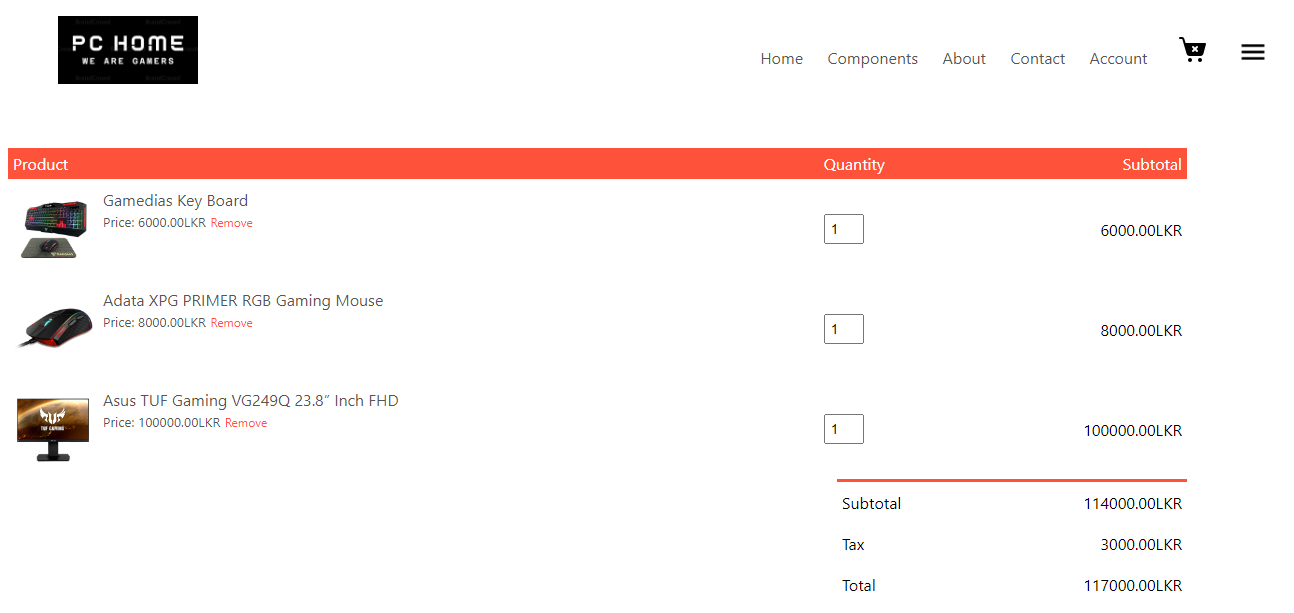 PC HOME
WE ARE GAMERS
Home Components About Contact Account
Product Quantity Subtotal
Gamedias Key Board
Price: 6000.00LKR Remove
1 6000.00LKR
Adata XPG PRIMER RGB Gaming Mouse
Price: 8000.00LKR Remove
1 8000.00LKR
Asus TUF Gaming VG249Q 23.8” Inch FHD
Price: 100000.00LKR Remove
TUF GAMING
1 100000.00LKR
Subtotal 114000.00LKR
Tax 3000.00LKR
Total 117000.00LKR